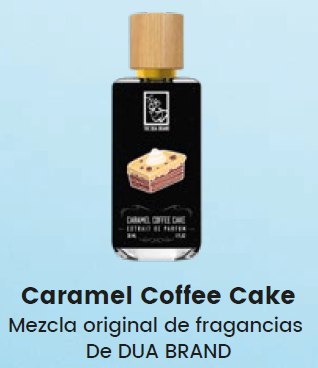 THE DUA BRAND
CARAMEL COFFEE CAKE
EXTRAIT DE PARFUM
Caramel Coffee Cake
Mezcla original de fragancias
De DUA BRAND